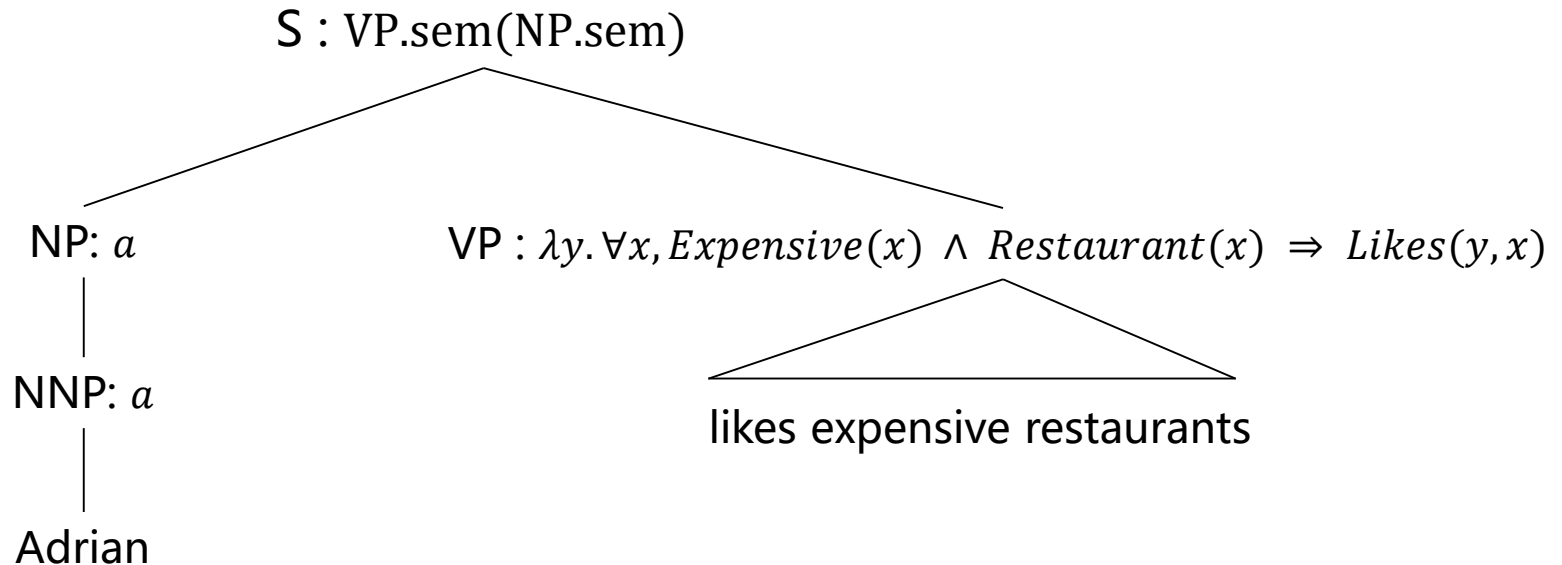 S : VP.sem(NP.sem)
NP: a
VP : λy. ∀x, Expensive(x) ∧ Restaurant(x) ⇒ Likes(y, x)
NNP: a
likes expensive restaurants
Adrian